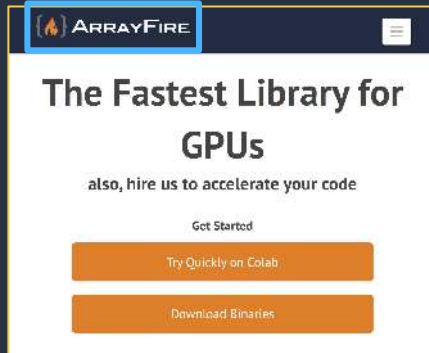 ARRAYFIRE
The Fastest Library for
GPUs
also, hire us to accelerate your code
Get Started
Try Quickly on Colab
Download Binaries